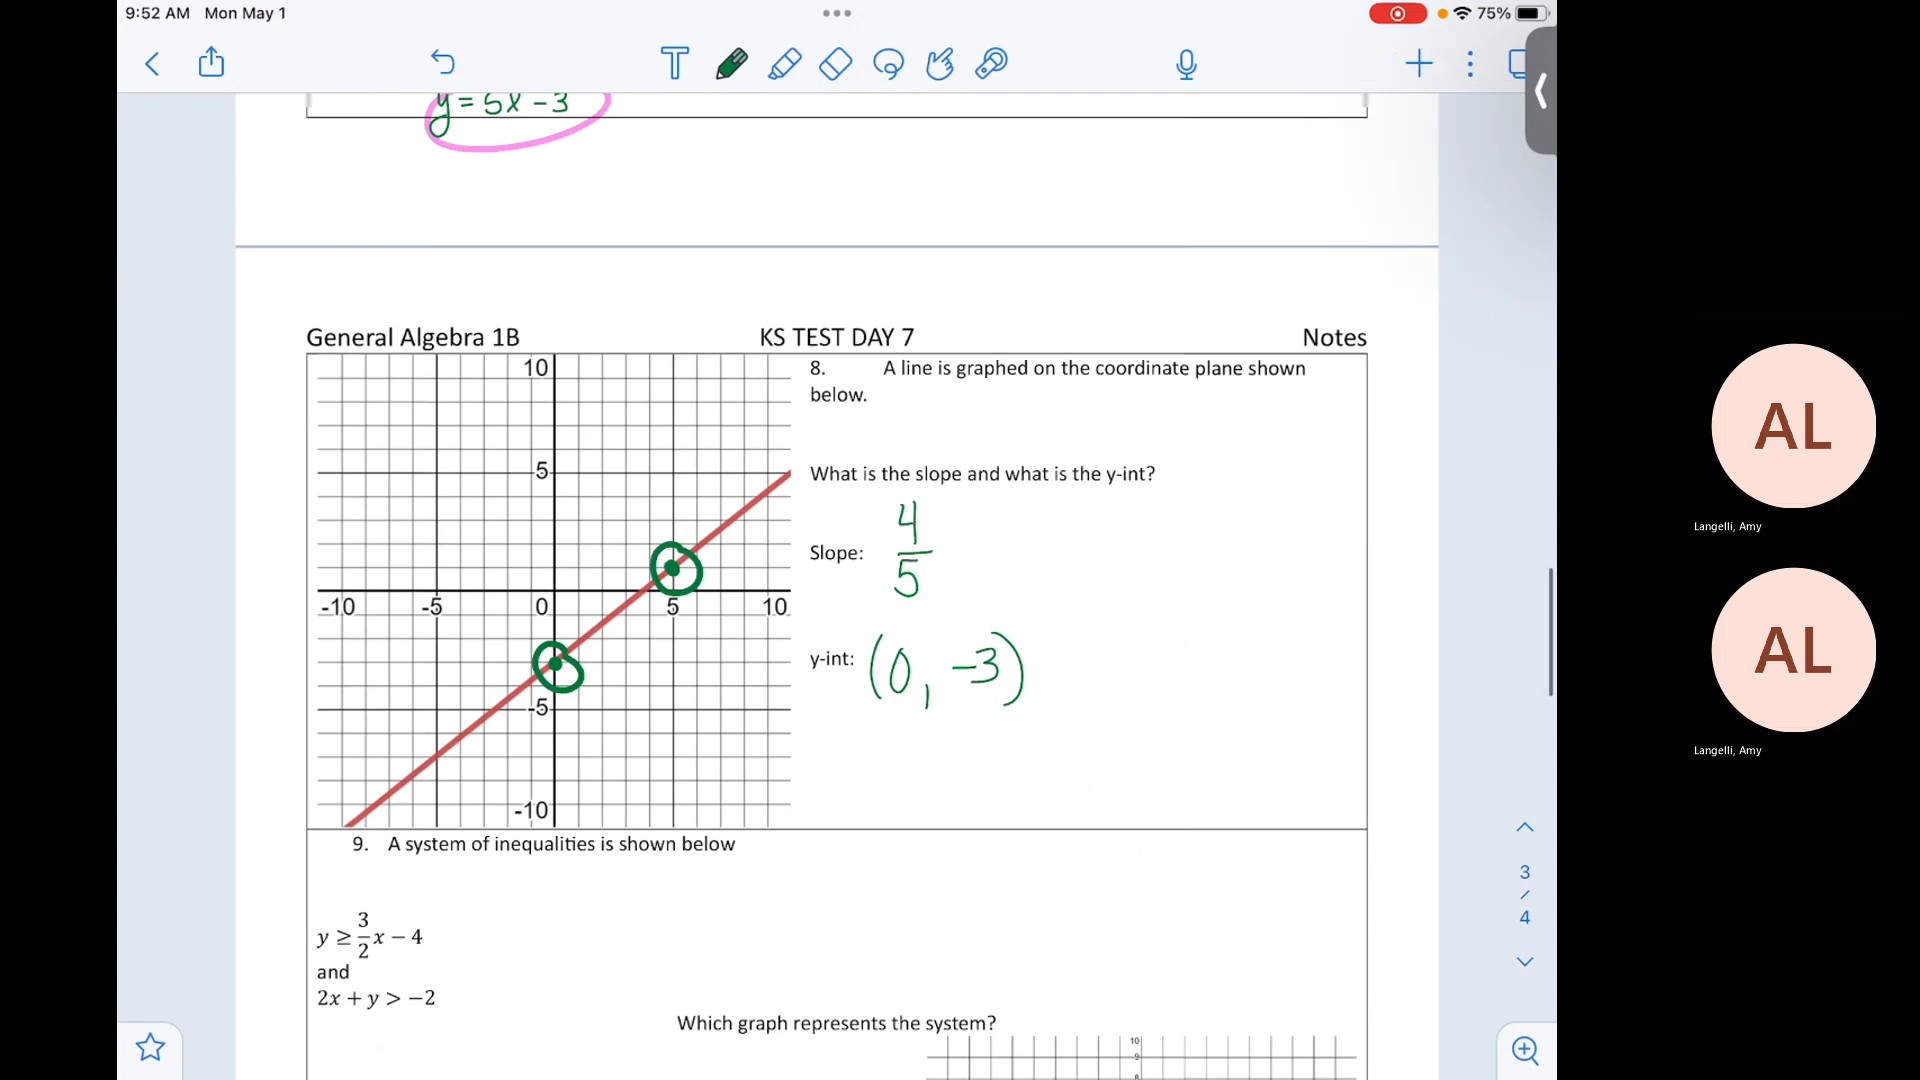 9:52 AM Mon May 1
75%
y = 5x - 3
General Algebra 1B KS TEST DAY 7 Notes
8. A line is graphed on the coordinate plane shown
below.
What is the slope and what is the y-int?
Slope: 4/5
y-int: (0, -3)
10
5
-10 -5 0 5 10
-5
-10
9. A system of inequalities is shown below
y ≥ 3/2 x − 4
and
2x + y > −2
Which graph represents the system?
10
9
8
3
/
4
AL
Langelli, Amy
AL
Langelli, Amy